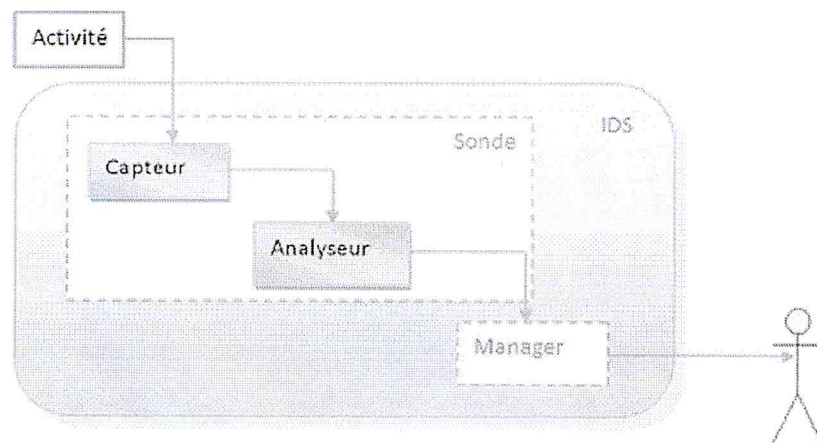 Activité
IDS
Sonde
Capteur
Analyseur
Manager